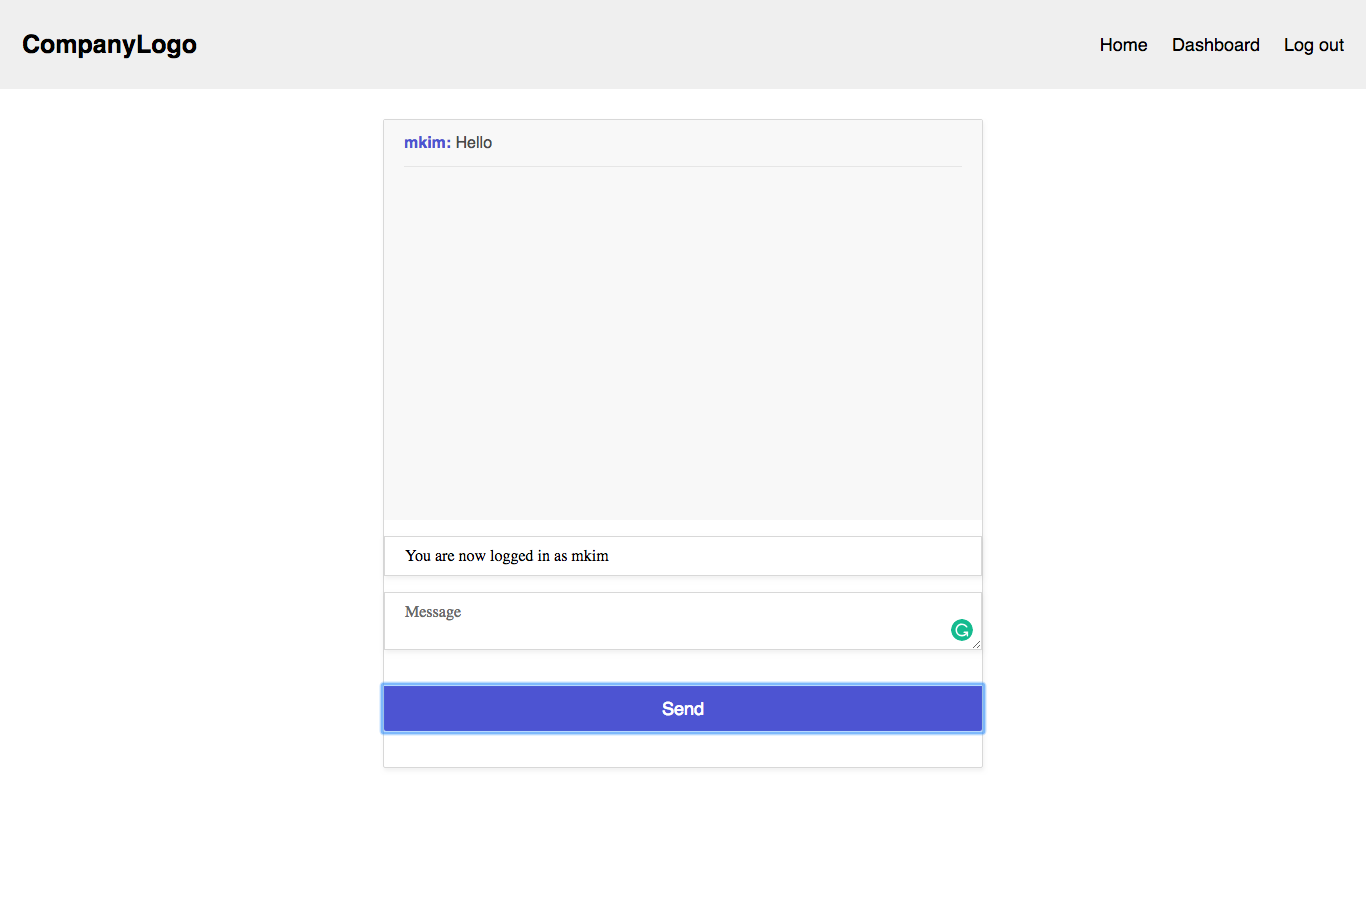 CompanyLogo
Home Dashboard Log out
mkim: Hello
You are now logged in as mkim
Message
Send